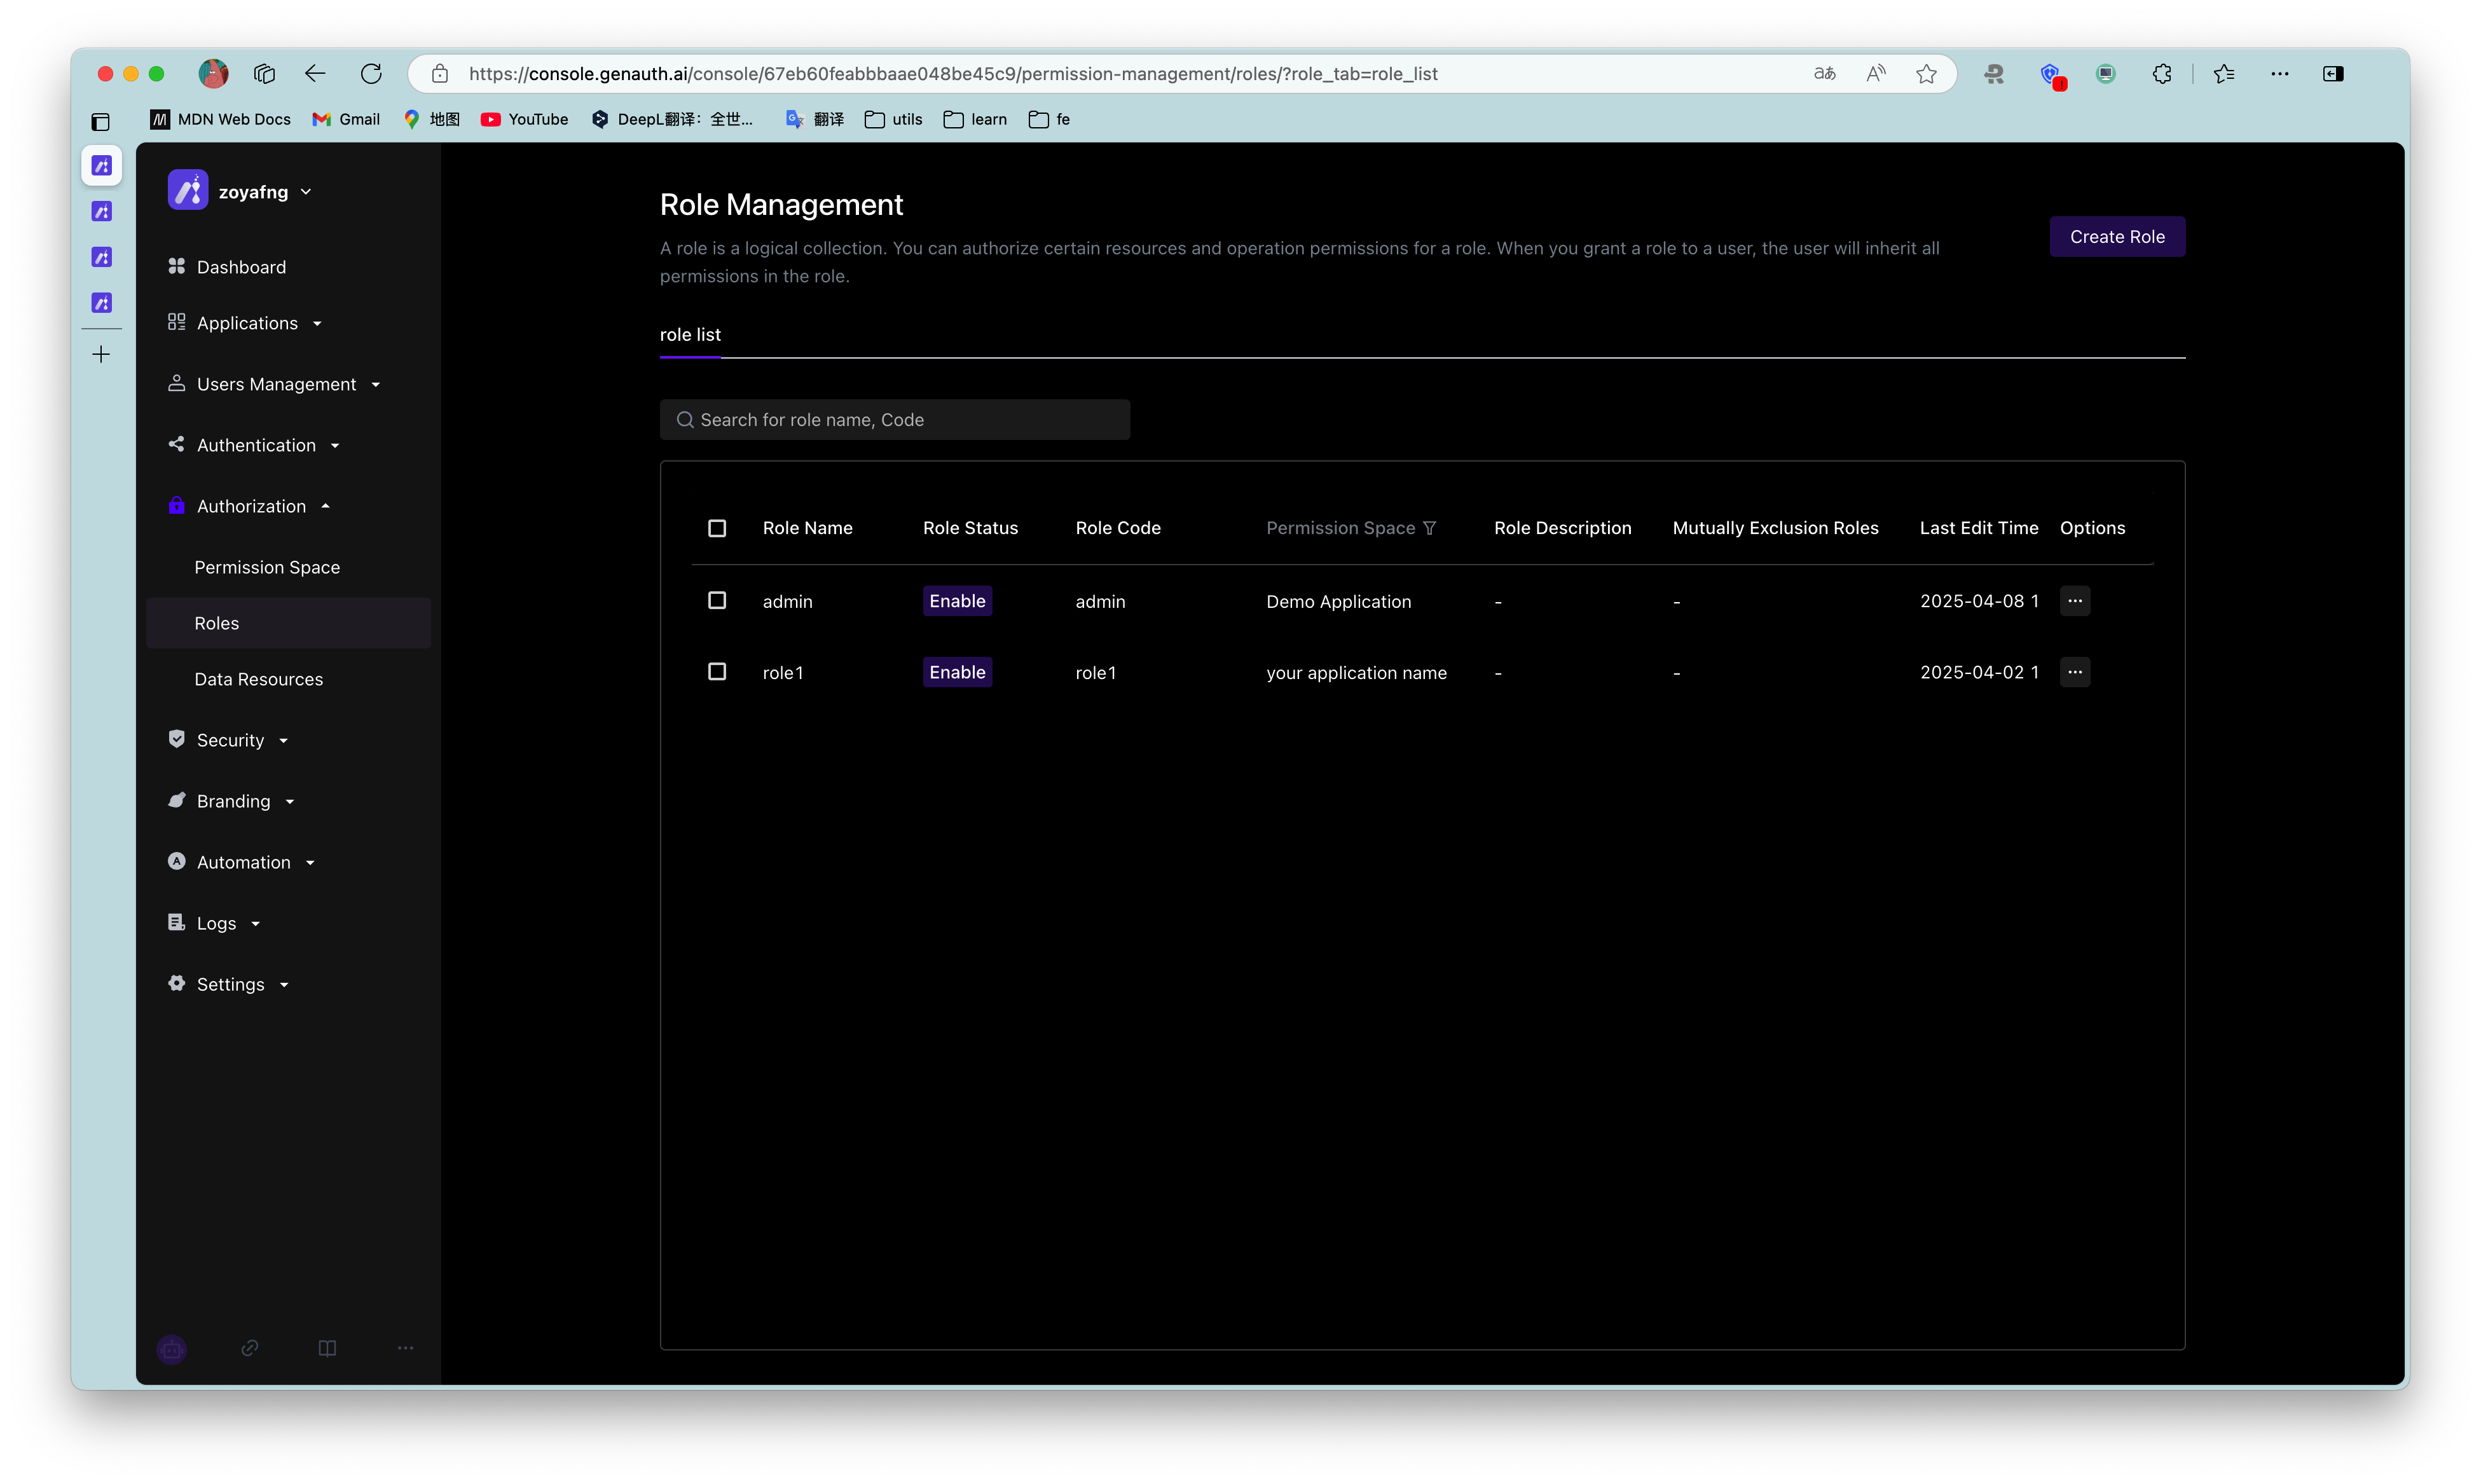 https://console.genauth.ai/console/67eb60feabbbaae048be45c9/permission-management/roles/?role_tab=role_list
MDN Web Docs Gmail 地图 YouTube DeepL翻译：全世... 翻译 utils learn fe
zoyafng
Dashboard
Applications
Users Management
Authentication
Authorization
Permission Space
Roles
Data Resources
Security
Branding
Automation
Logs
Settings
Role Management
A role is a logical collection. You can authorize certain resources and operation permissions for a role. When you grant a role to a user, the user will inherit all
permissions in the role.
Create Role
role list
Search for role name, Code
Role Name Role Status Role Code Permission Space Role Description Mutually Exclusion Roles Last Edit Time Options
admin Enable admin Demo Application - - 2025-04-08 1 ...
role1 Enable role1 your application name - - 2025-04-02 1 ...